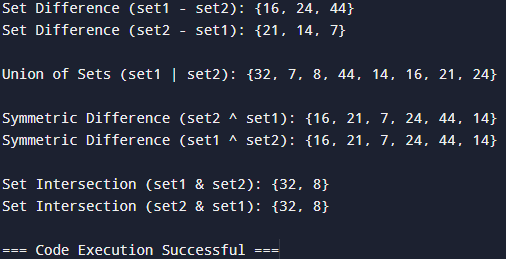 Set Difference (set1 - set2): {16, 24, 44}
Set Difference (set2 - set1): {21, 14, 7}
Union of Sets (set1 | set2): {32, 7, 8, 44, 14, 16, 21, 24}
Symmetric Difference (set2 ^ set1): {16, 21, 7, 24, 44, 14}
Symmetric Difference (set1 ^ set2): {16, 21, 7, 24, 44, 14}
Set Intersection (set1 & set2): {32, 8}
Set Intersection (set2 & set1): {32, 8}
=== Code Execution Successful ===